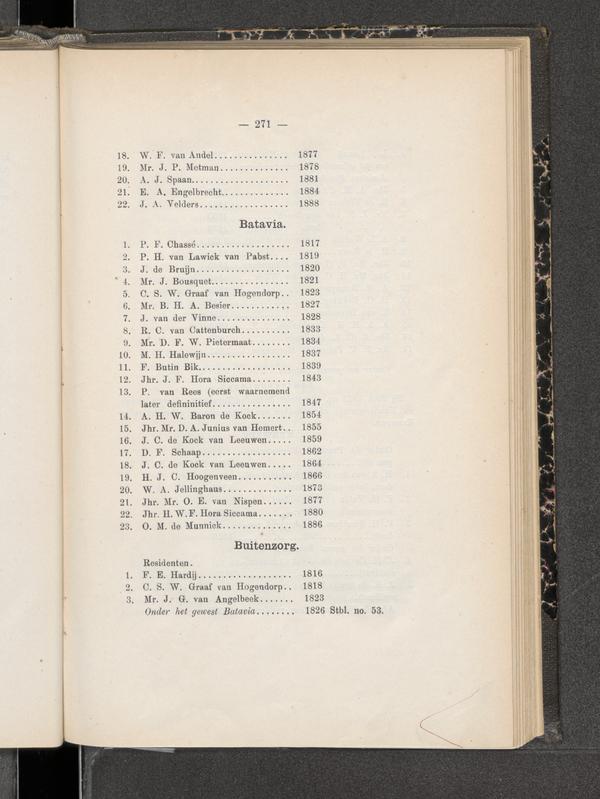 — 271 —
18. W. F. van Andel............... 1877
19. Mr. J. P. Metman.............. 1878
20. A. J. Spaan.................... 1881
21. E. A. Engelbrecht.............. 1884
22. J. A. Velders.................. 1888
Batavia.
1. P. F. Chassé................... 1817
2. P. H. van Lawick van Pabst.... 1819
3. J. de Bruijn................... 1820
4. Mr. J. Bousquet................ 1821
5. C. S. W. Graaf van Hogendorp.. 1823
6. Mr. B. H. A. Besier............ 1827
7. J. van der Vinne............... 1828
8. R. C. van Cattenburch.......... 1833
9. Mr. D. F. W. Pietermaat........ 1834
10. M. H. Halewijn................. 1837
11. F. Butin Bik................... 1839
12. Jhr. J. F. Hora Siccama........ 1843
13. P. van Rees (eerst waarnemend
later defininitief................ 1847
14. A. H. W. Baron de Kock....... 1854
15. Jhr. Mr. D. A. Junius van Hemert.. 1855
16. J. C. de Kock van Leeuwen..... 1859
17. D. F. Schaap.................. 1862
18. J. C. de Kock van Leeuwen..... 1864
19. H. J. C. Hoogenveen........... 1866
20. W. A. Jellinghaus.............. 1873
21. Jhr. Mr. O. E. van Nispen...... 1877
22. Jhr. H. W. F. Hora Siccama....... 1880
23. O. M. de Munnick.............. 1886
Buitenzorg.
Residenten.
1. F. E. Hardij................... 1816
2. C. S. W. Graaf van Hogendorp.. 1818
3. Mr. J. G. van Angelbeek....... 1823
Onder het gewest Batavia........ 1826 Stbl. no. 53.